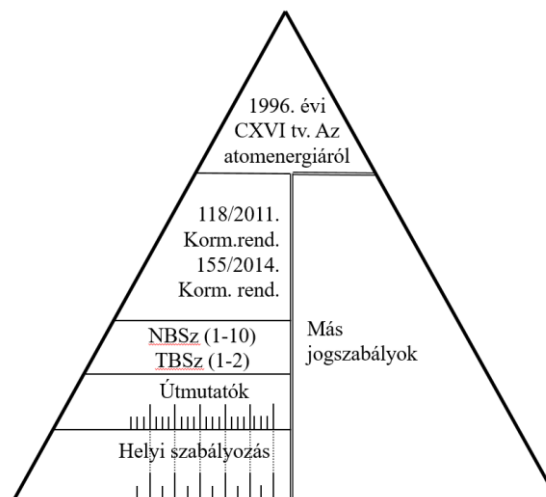 1996. évi
CXVI tv. Az
atomenergiáról
118/2011.
Korm.rend.
155/2014.
Korm. rend.
NBSz (1-10)
TBSz (1-2)
Útmutatók
Helyi szabályozás
Más
jogszabályok